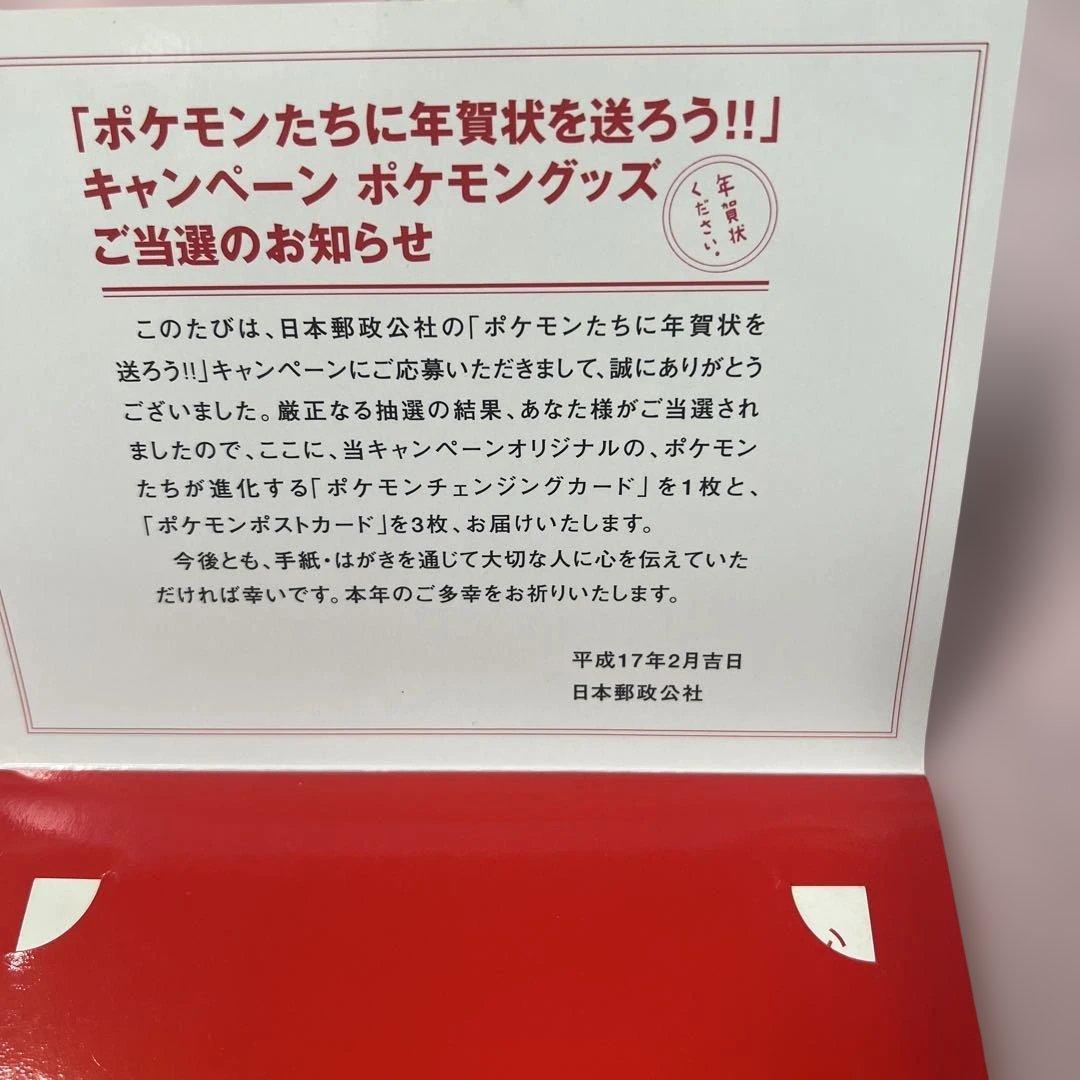 「ポケモンたちに年賀状を送ろう!!」
キャンペーン ポケモングッズ
ご当選のお知らせ
年賀状
ください。
このたびは、日本郵政公社の「ポケモンたちに年賀状を
送ろう!!」キャンペーンにご応募いただきまして、誠にありがとう
ございました。厳正なる抽選の結果、あなた様がご当選され
ましたので、ここに、当キャンペーンオリジナルの、ポケモン
たちが進化する「ポケモンチェンジングカード」を1枚と、
「ポケモンポストカード」を3枚、お届けいたします。
今後とも、手紙・はがきを通じて大切な人に心を伝えていた
だければ幸いです。本年のご多幸をお祈りいたします。
平成17年2月吉日
日本郵政公社